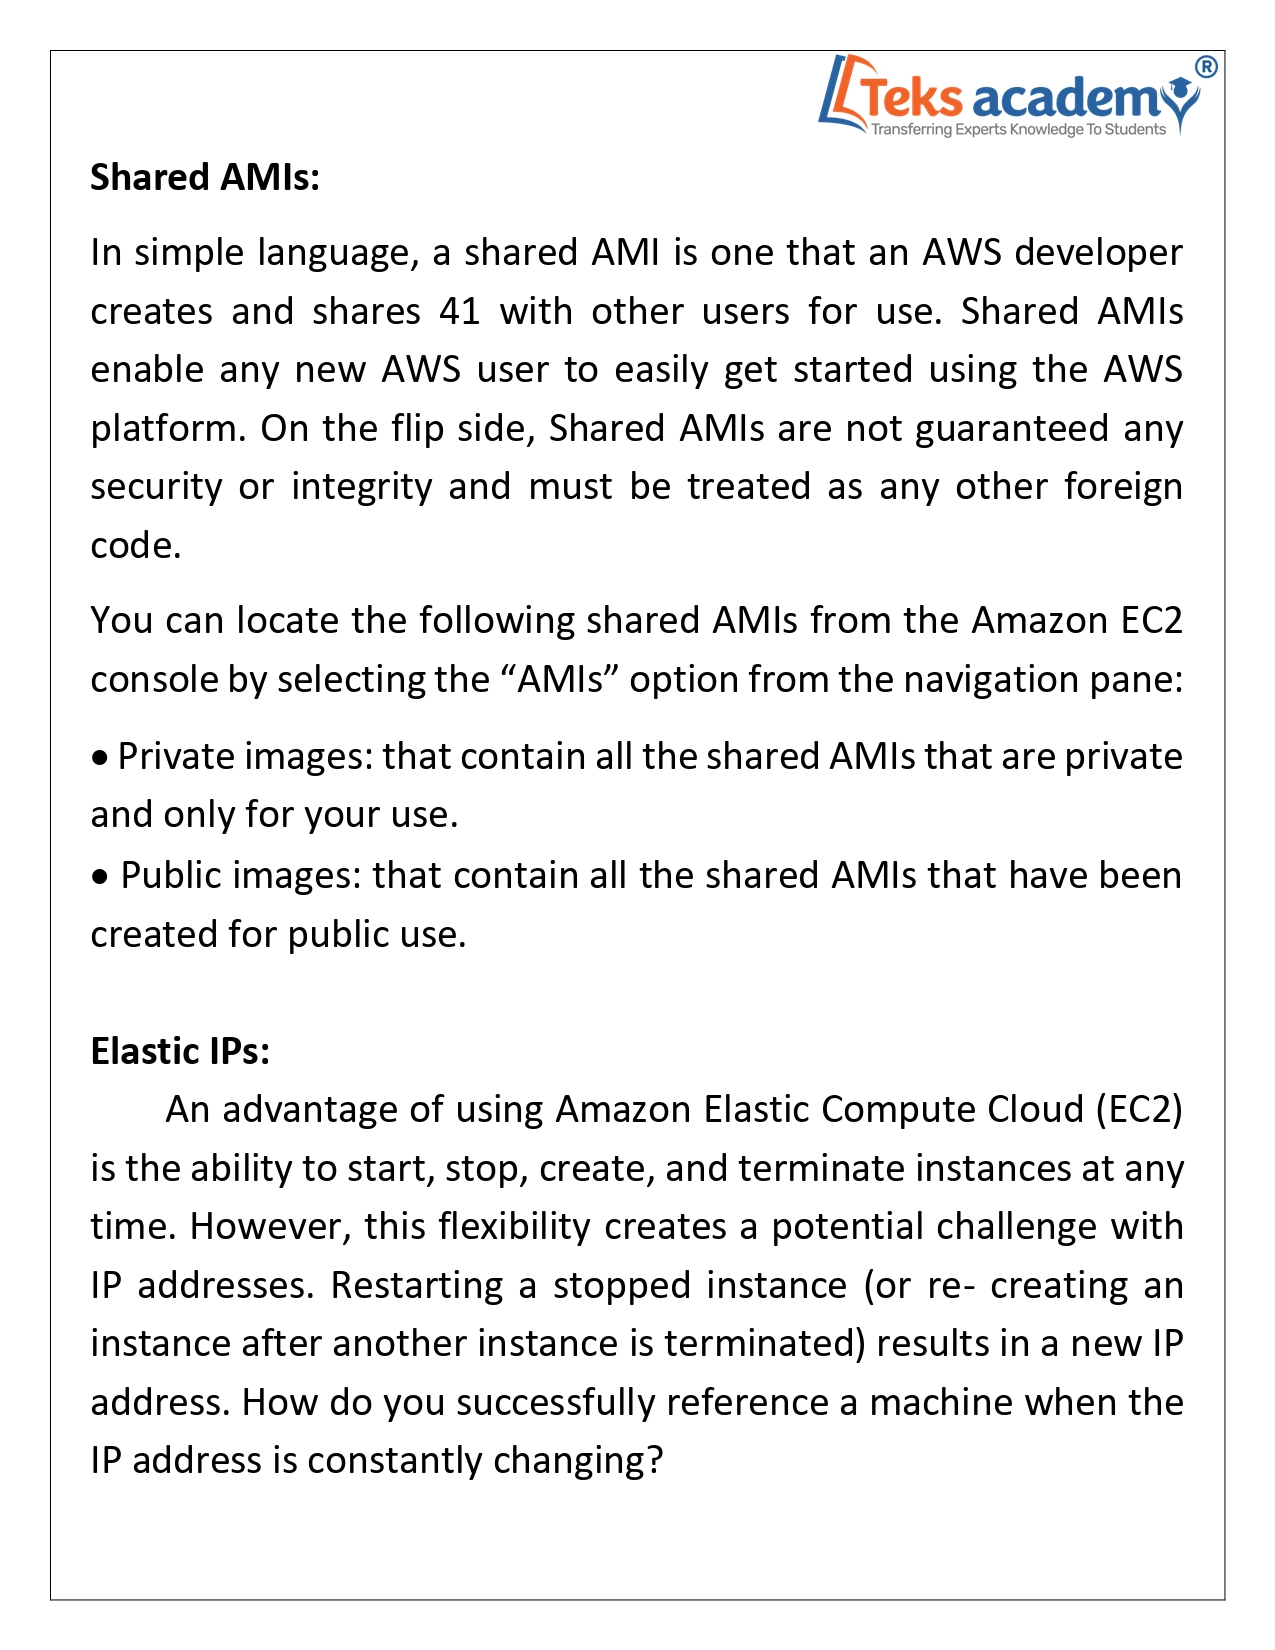 Teks academy®
Transferring Experts Knowledge To Students
Shared AMIs:
In simple language, a shared AMI is one that an AWS developer
creates and shares 41 with other users for use. Shared AMIs
enable any new AWS user to easily get started using the AWS
platform. On the flip side, Shared AMIs are not guaranteed any
security or integrity and must be treated as any other foreign
code.
You can locate the following shared AMIs from the Amazon EC2
console by selecting the “AMIs” option from the navigation pane:
• Private images: that contain all the shared AMIs that are private
and only for your use.
• Public images: that contain all the shared AMIs that have been
created for public use.
Elastic IPs:
An advantage of using Amazon Elastic Compute Cloud (EC2)
is the ability to start, stop, create, and terminate instances at any
time. However, this flexibility creates a potential challenge with
IP addresses. Restarting a stopped instance (or re- creating an
instance after another instance is terminated) results in a new IP
address. How do you successfully reference a machine when the
IP address is constantly changing?